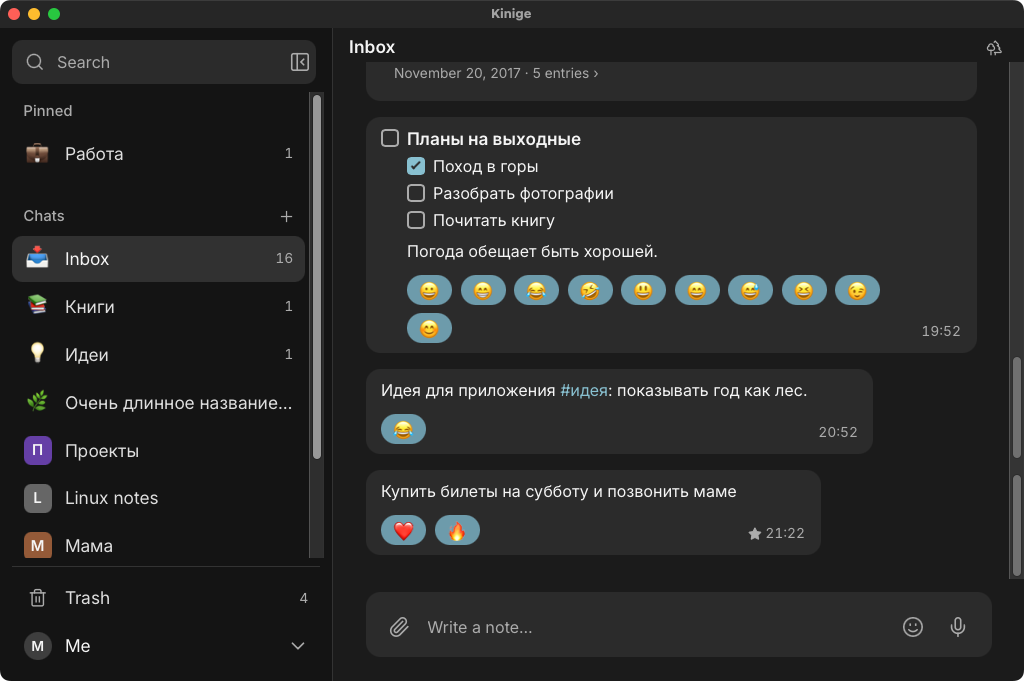 Kinige
Search
Pinned
Работа 1
Chats
Inbox 16
Книги 1
Идеи 1
Очень длинное название...
П Проекты
L Linux notes
М Мама
Trash 4
M Me
Inbox
November 20, 2017 · 5 entries ›
Планы на выходные
Поход в горы
Разобрать фотографии
Почитать книгу
Погода обещает быть хорошей.
19:52
Идея для приложения #идея: показывать год как лес.
20:52
Купить билеты на субботу и позвонить маме
21:22
Write a note...